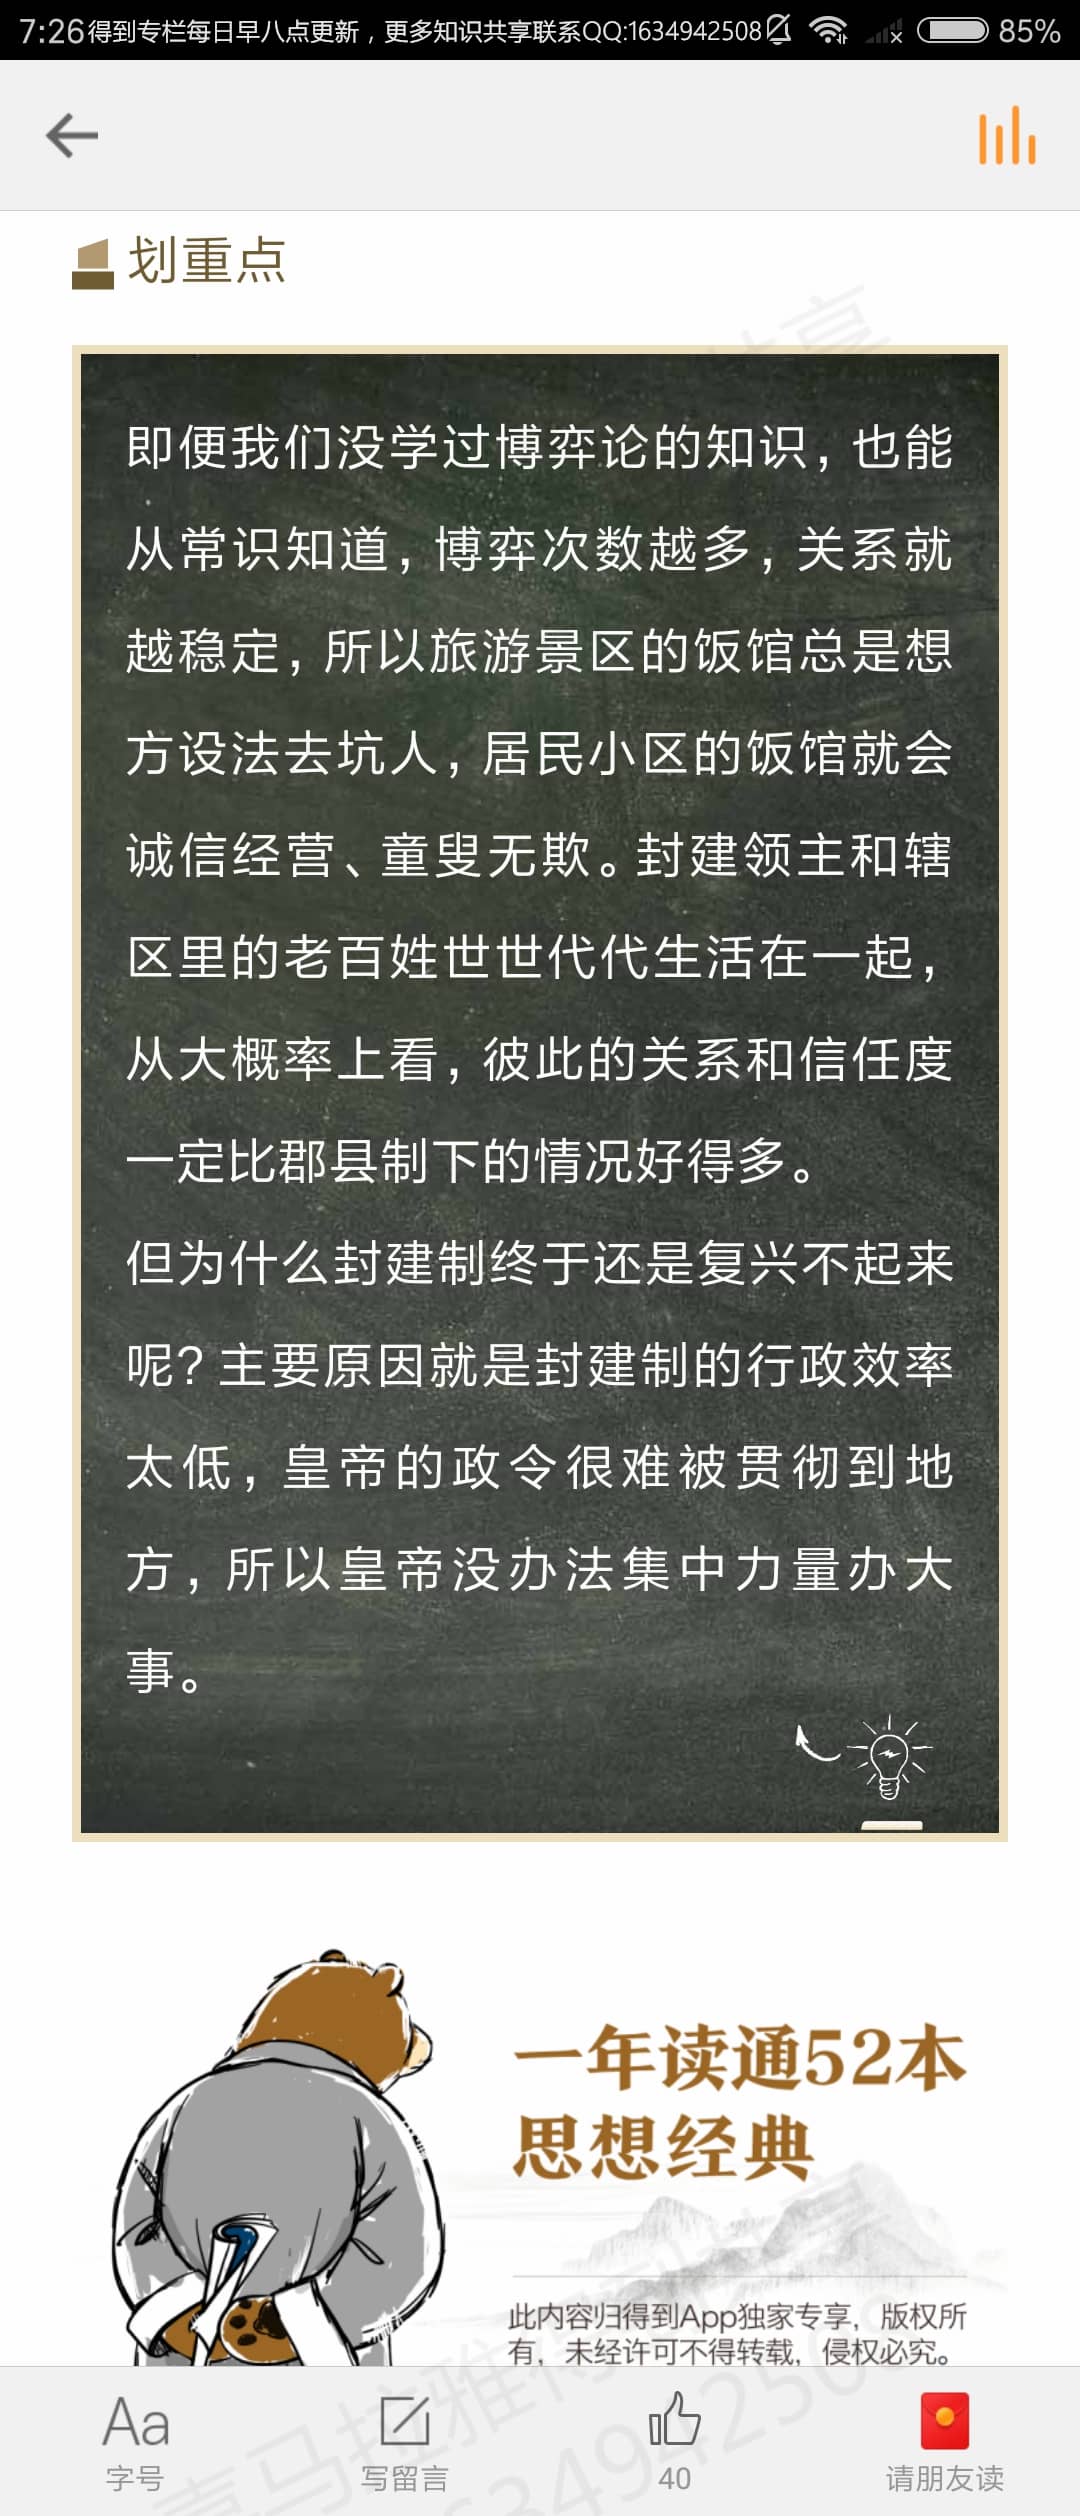 7:26得到专栏每日早八点更新，更多知识共享联系QQ:1634942508 85%
划重点
即便我们没学过博弈论的知识，也能
从常识知道，博弈次数越多，关系就
越稳定，所以旅游景区的饭馆总是想
方设法去坑人，居民小区的饭馆就会
诚信经营、童叟无欺。封建领主和辖
区里的老百姓世世代代生活在一起，
从大概率上看，彼此的关系和信任度
一定比郡县制下的情况好得多。
但为什么封建制终于还是复兴不起来
呢？主要原因就是封建制的行政效率
太低，皇帝的政令很难被贯彻到地
方，所以皇帝没办法集中力量办大
事。
一年读通52本
思想经典
此内容归得到App独家专享，版权所
有，未经许可不得转载，侵权必究。
Aa
字号
写留言
40
请朋友读